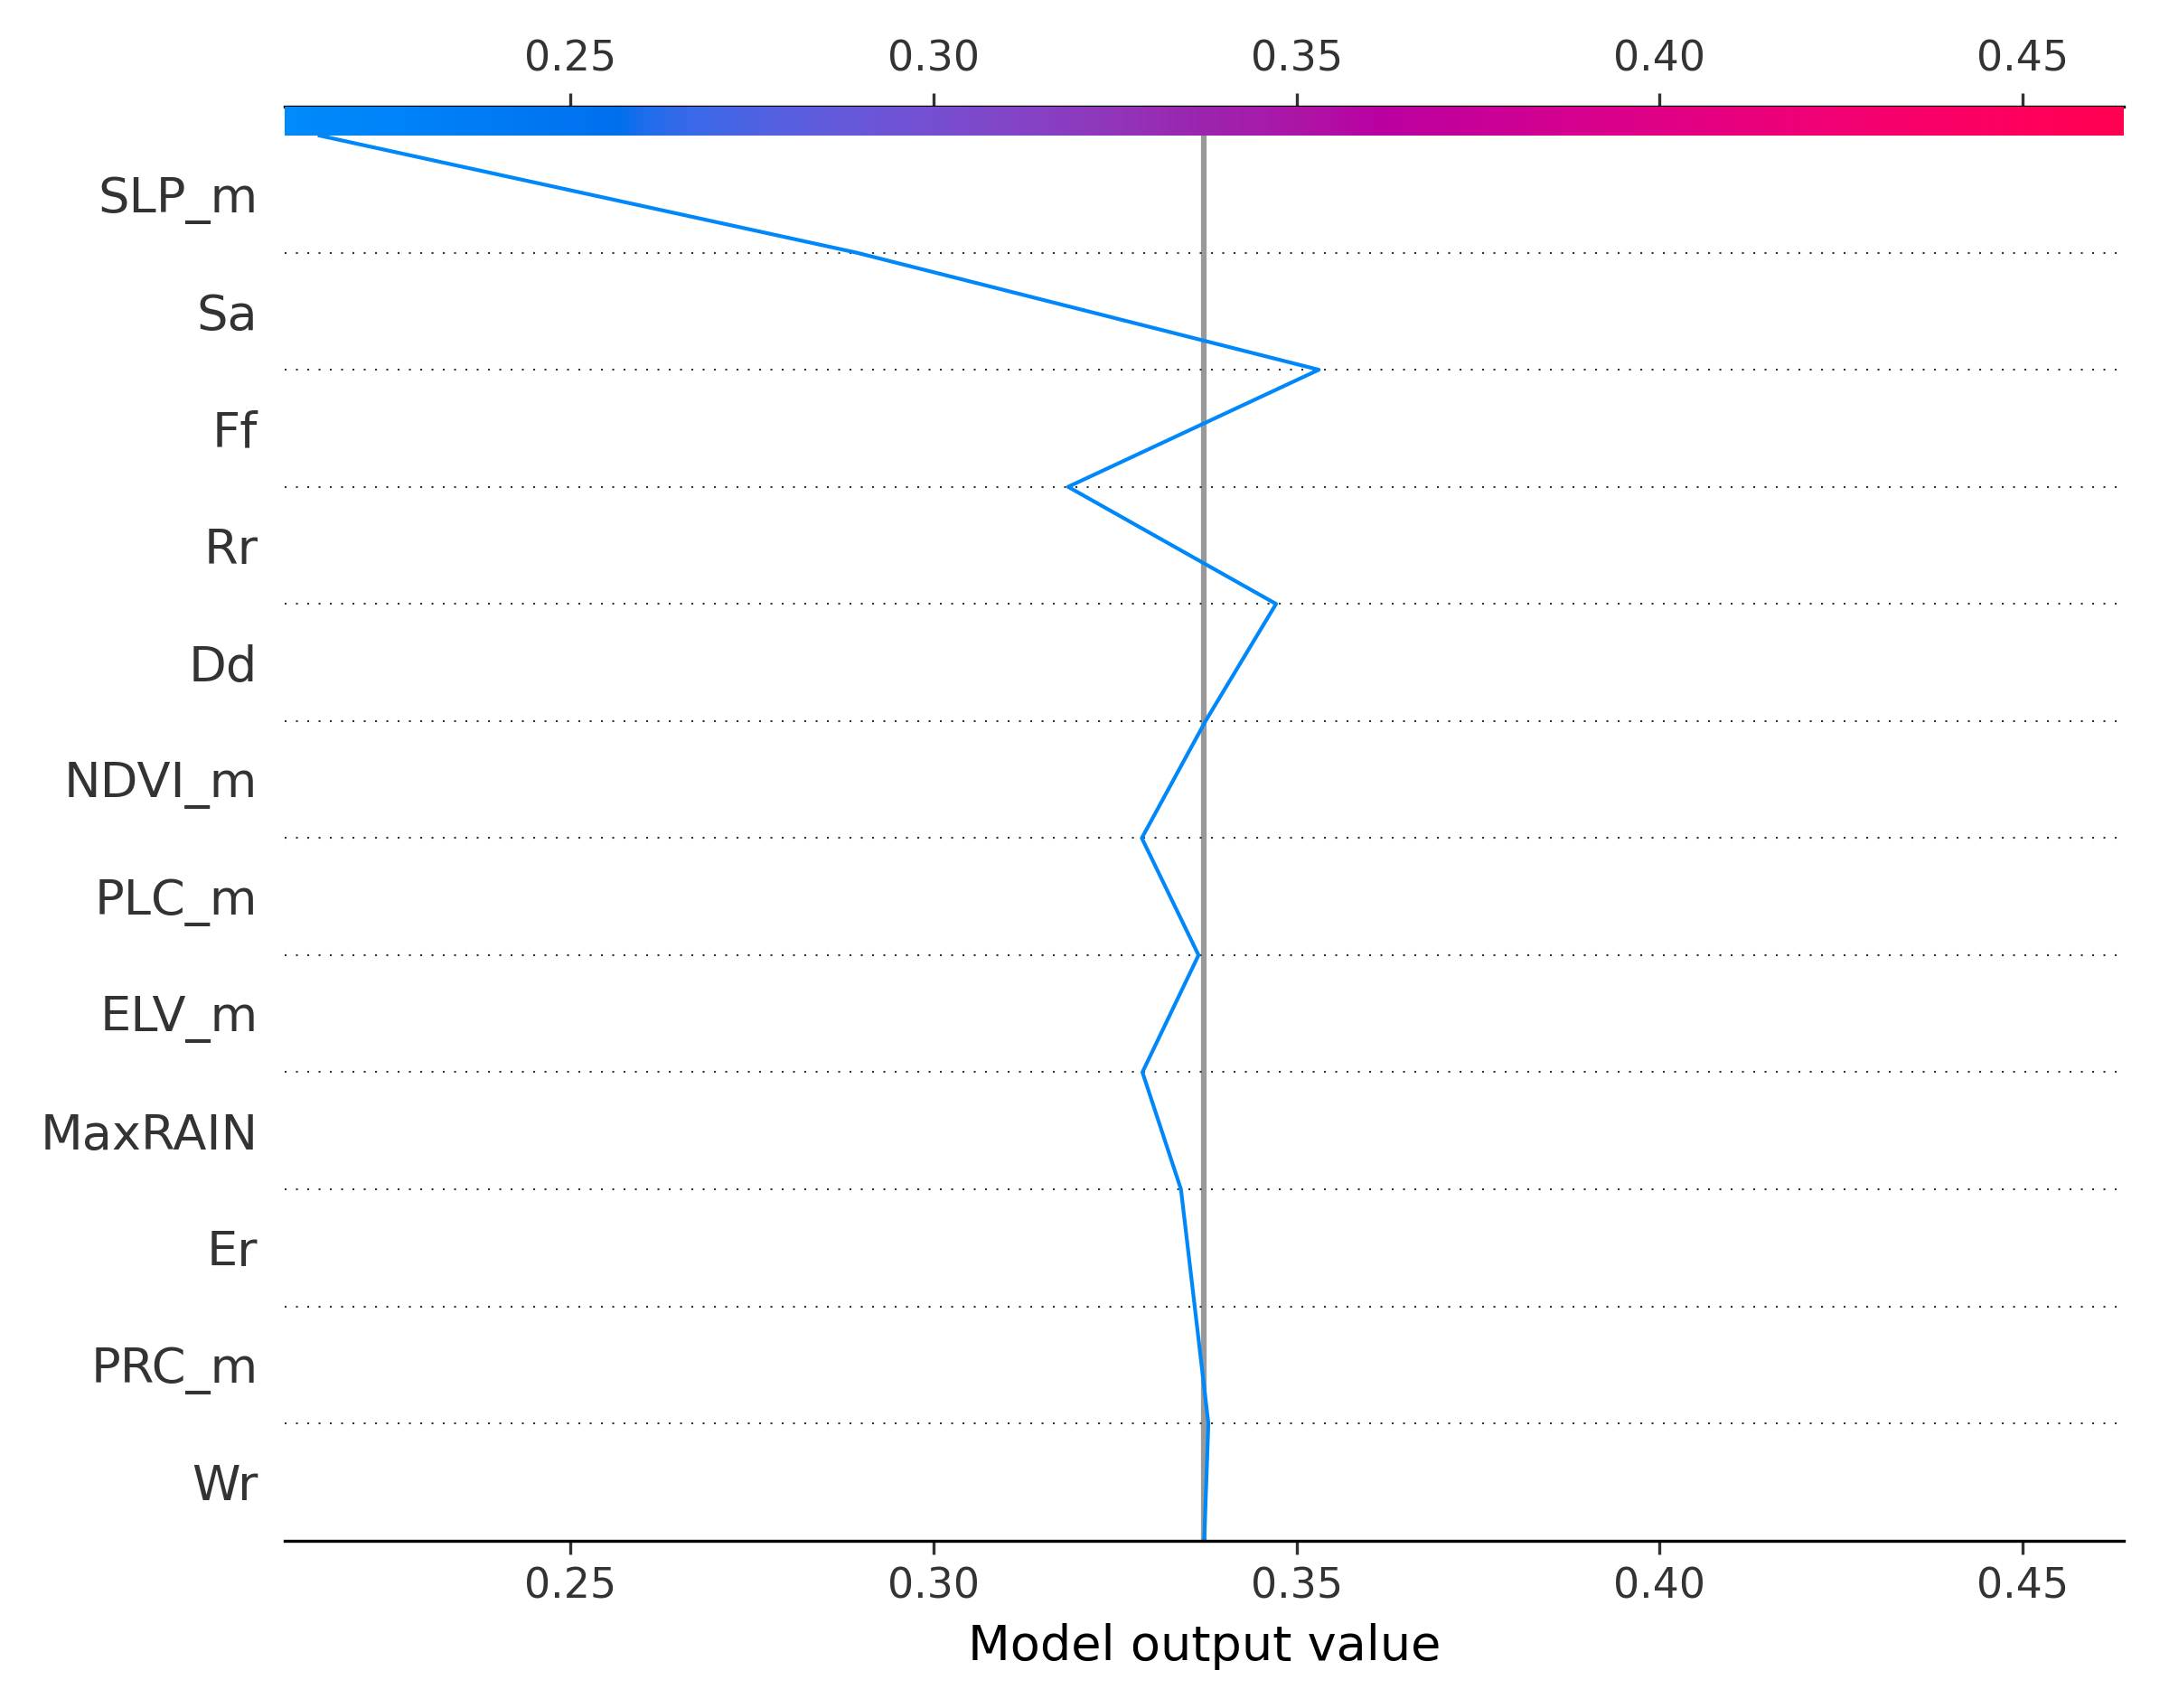 0.25 0.30 0.35 0.40 0.45
SLP_m
Sa
Ff
Rr
Dd
NDVI_m
PLC_m
ELV_m
MaxRAIN
Er
PRC_m
Wr
0.25 0.30 0.35 0.40 0.45
Model output value